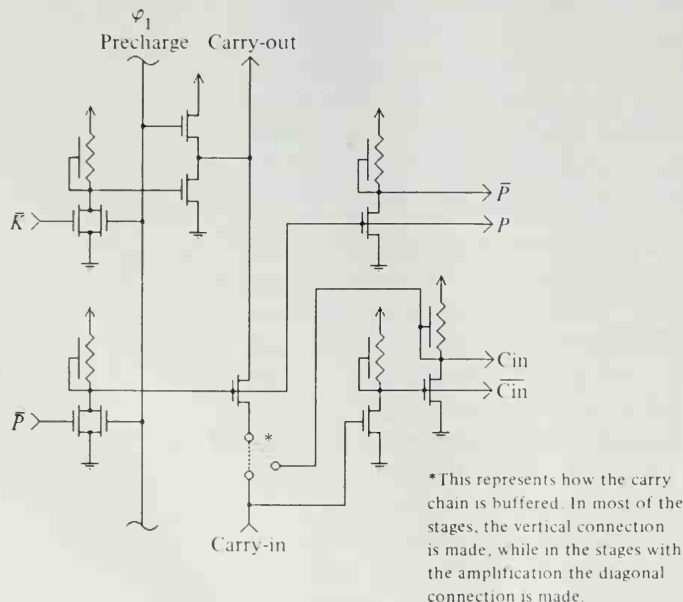 φ₁
Precharge Carry-out
K̄
P̄
P
P̄
Cin
C̄īn̄
Carry-in
*
*This represents how the carry
chain is buffered. In most of the
stages, the vertical connection
is made, while in the stages with
the amplification the diagonal
connection is made.